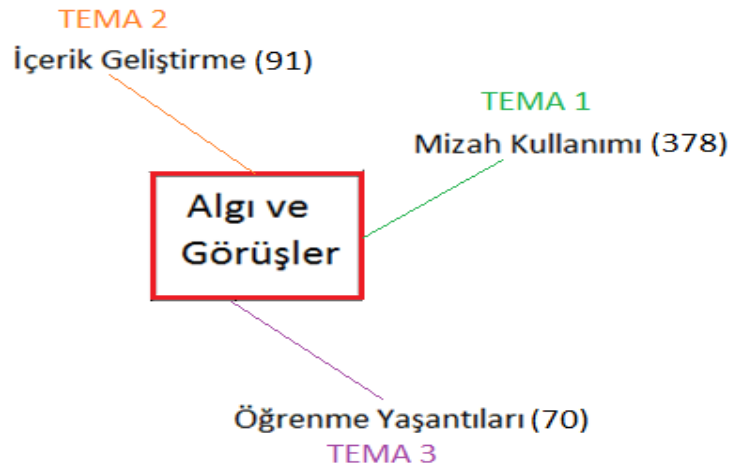 TEMA 2
İçerik Geliştirme (91)
TEMA 1
Mizah Kullanımı (378)
Algı ve
Görüşler
Öğrenme Yaşantıları (70)
TEMA 3